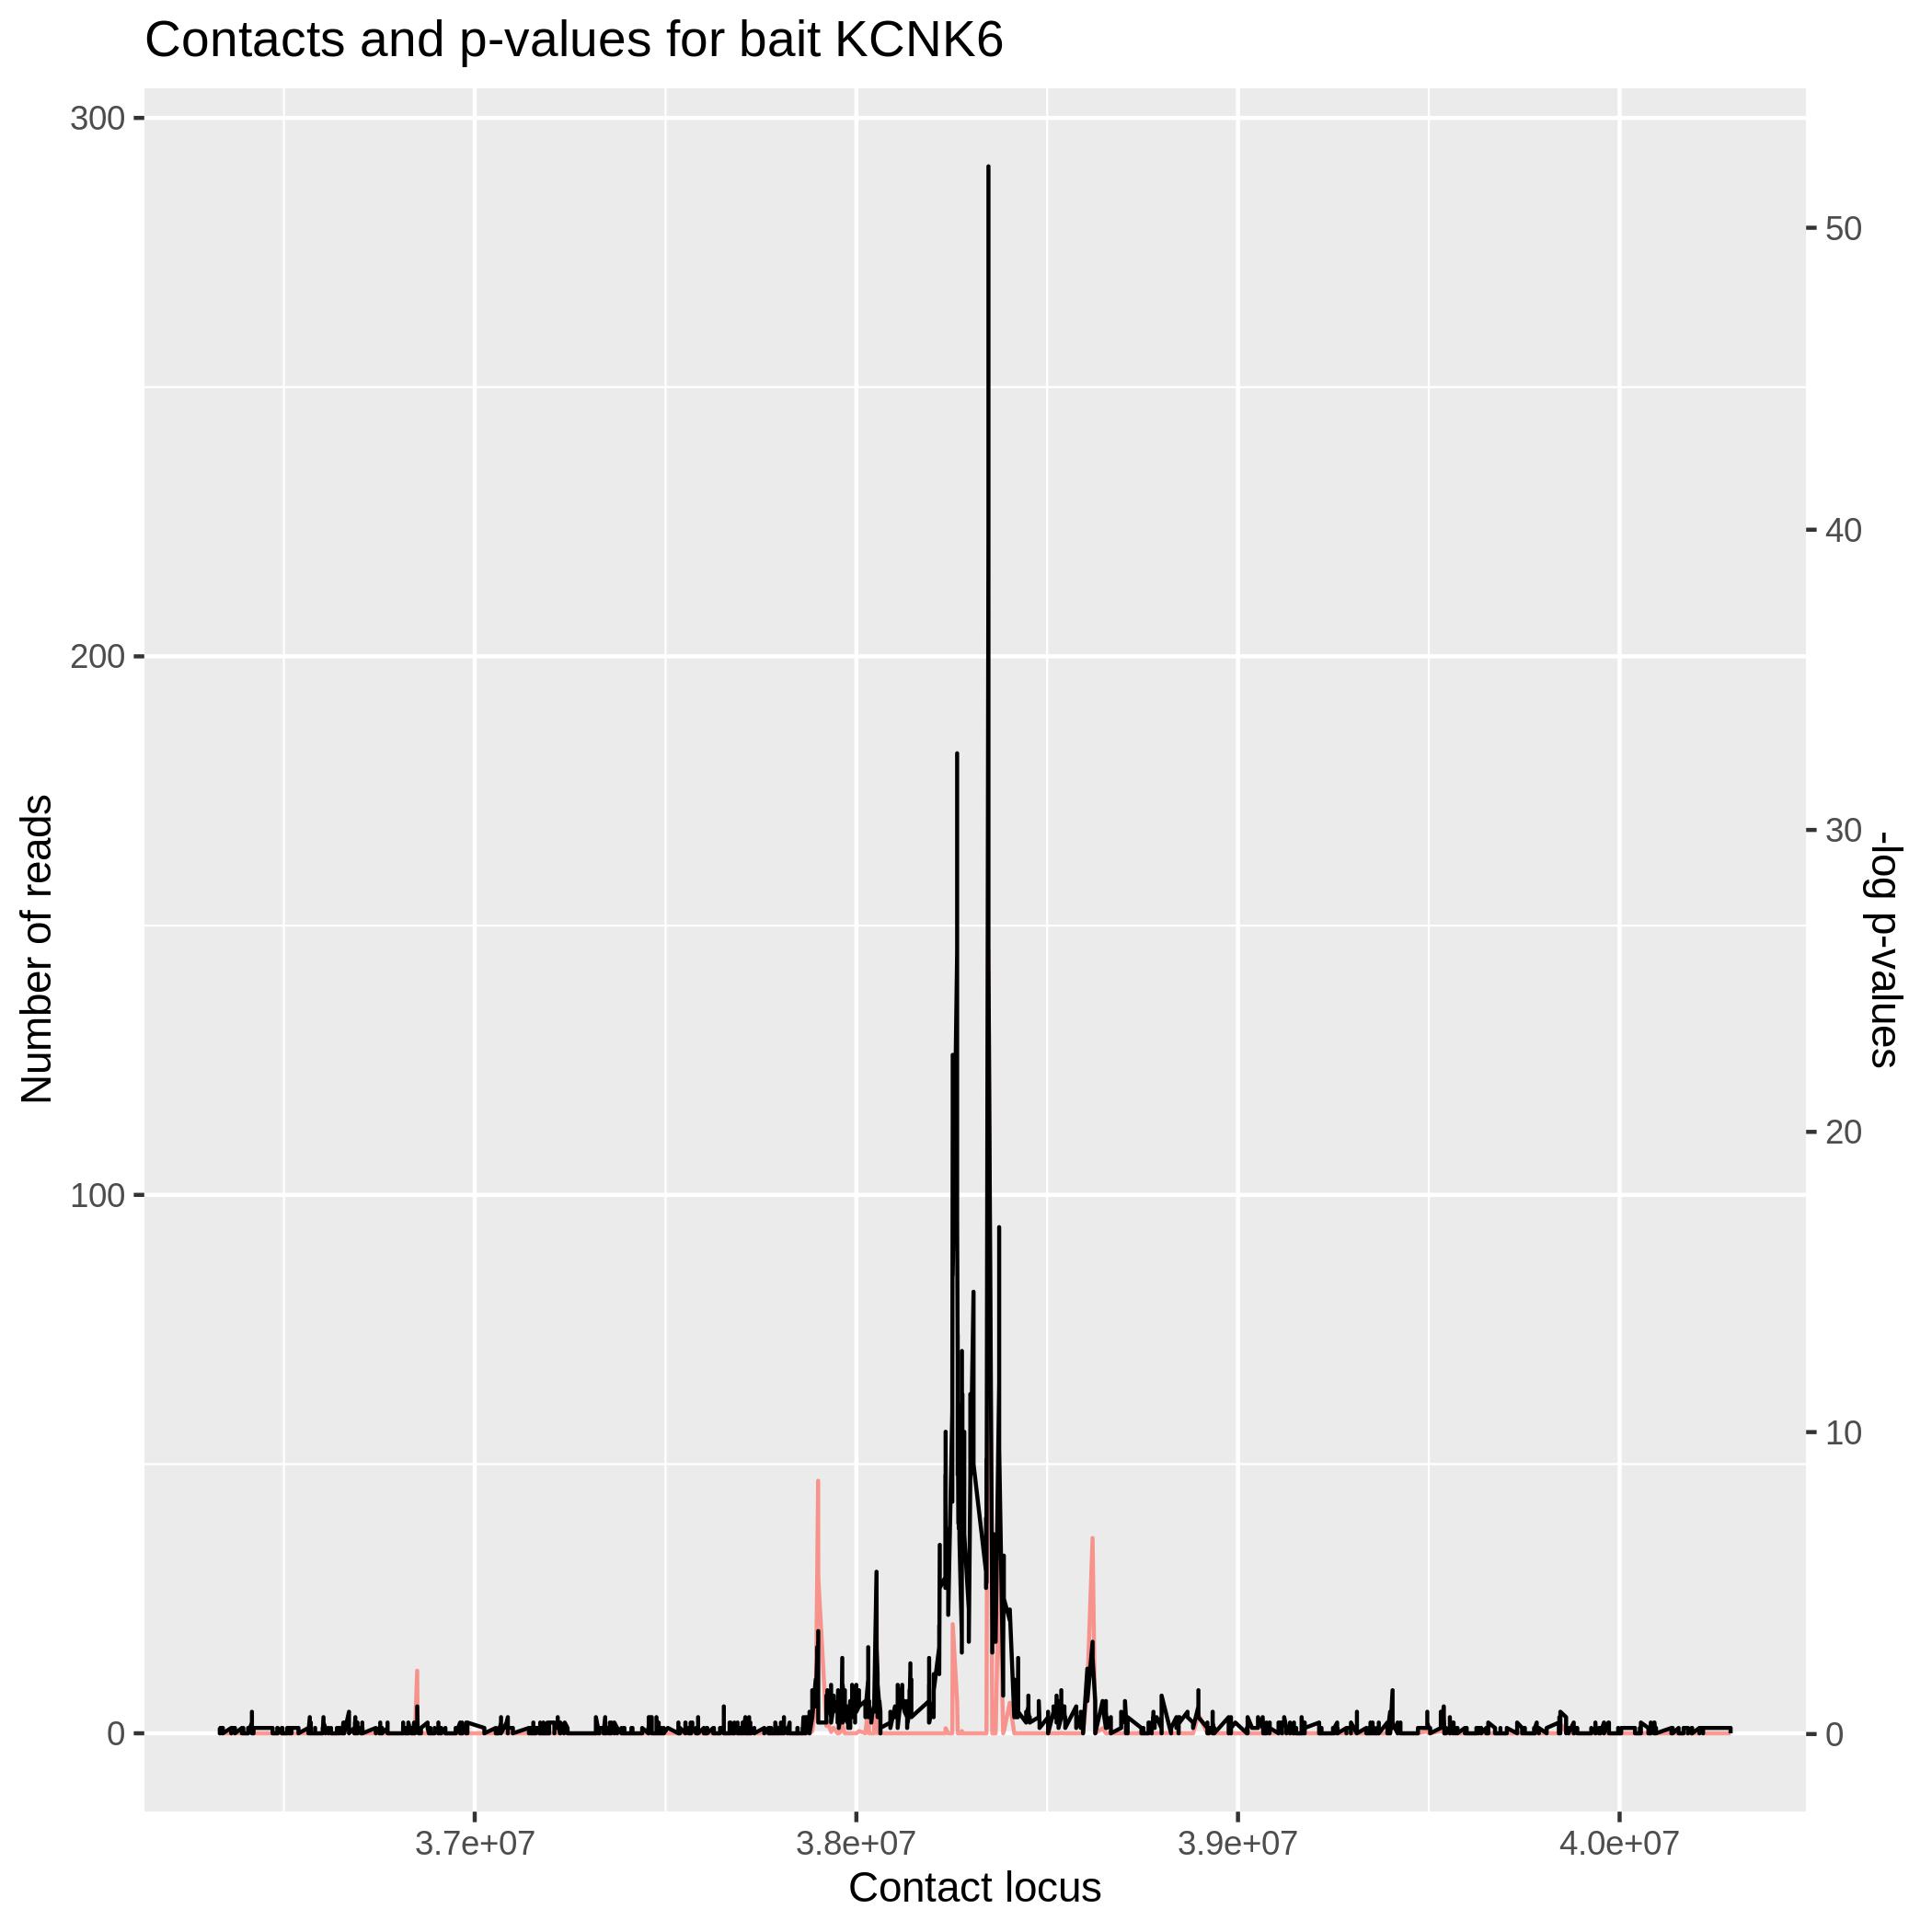 Contacts and p-values for bait KCNK6
300
200
100
0
Number of reads
50
40
30
20
10
0
-log p-values
3.7e+07
3.8e+07
3.9e+07
4.0e+07
Contact locus